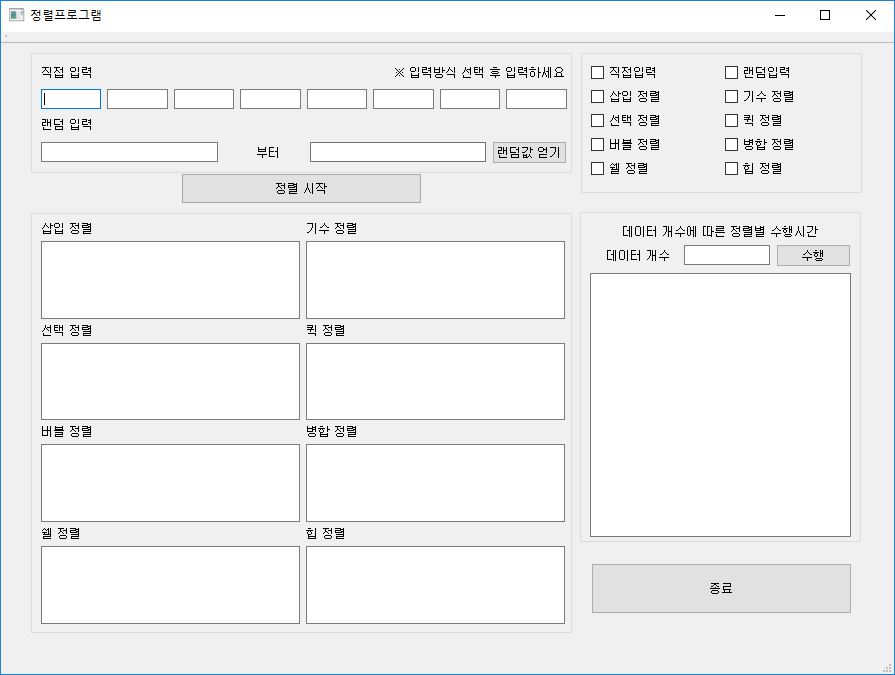 정렬프로그램
직접 입력
※ 입력방식 선택 후 입력하세요
랜덤 입력
부터
랜덤값 얻기
정렬 시작
직접입력
랜덤입력
삽입 정렬
기수 정렬
선택 정렬
퀵 정렬
버블 정렬
병합 정렬
쉘 정렬
힙 정렬
삽입 정렬
기수 정렬
선택 정렬
퀵 정렬
버블 정렬
병합 정렬
쉘 정렬
힙 정렬
데이터 개수에 따른 정렬별 수행시간
데이터 개수
수행
종료